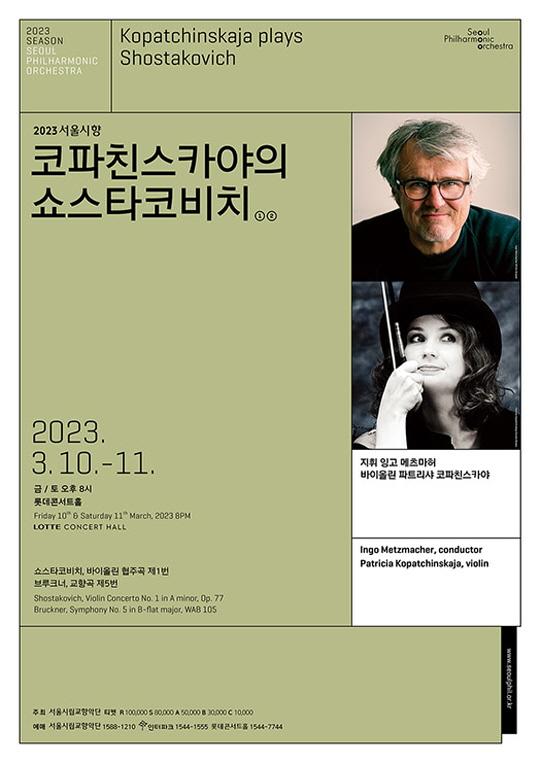 2023
SEASON
SEOUL
PHILHARMONIC
ORCHESTRA
Kopatchinskaja plays
Shostakovich
Seoul
Philharmonic
orchestra
2023 서울시향
코파친스카야의
쇼스타코비치 ① ②
2023.
3. 10.-11.
금 / 토 오후 8시
롯데콘서트홀
Friday 10th & Saturday 11th March, 2023 8PM
LOTTE CONCERT HALL
쇼스타코비치, 바이올린 협주곡 제1번
브루크너, 교향곡 제5번
Shostakovich, Violin Concerto No. 1 in A minor, Op. 77
Bruckner, Symphony No. 5 in B-flat major, WAB 105
지휘 잉고 메츠마허
바이올린 파트리샤 코파친스카야
Ingo Metzmacher, conductor
Patricia Kopatchinskaja, violin
www.seoulphil.or.kr
주최 서울시립교향악단 티켓 R 100,000 S 80,000 A 50,000 B 30,000 C 10,000
예매 서울시립교향악단 1588-1210 인터파크 1544-1555 롯데콘서트홀 1544-7744